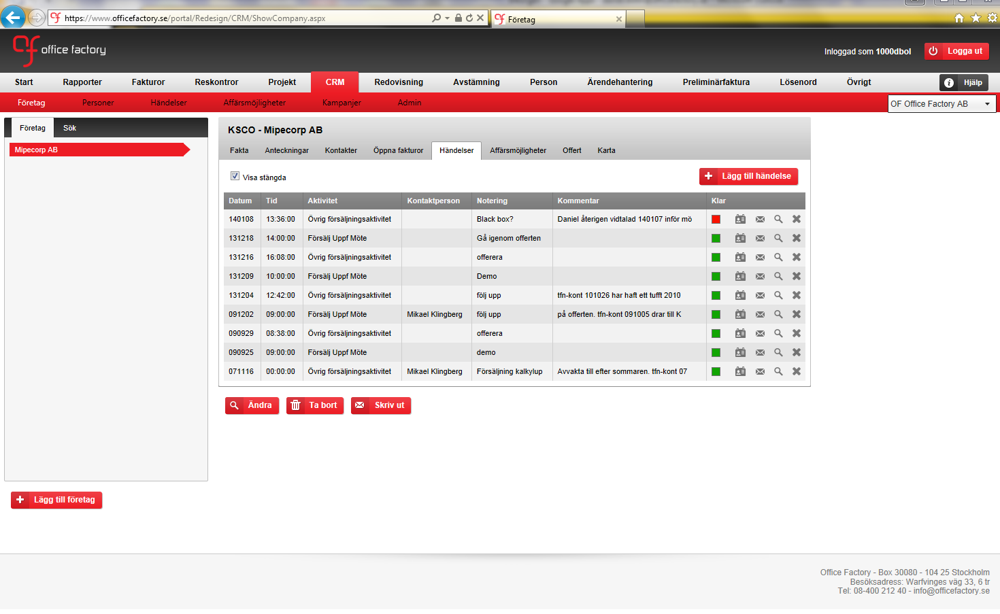 https://www.officefactory.se/portal/Redesign/CRM/ShowCompany.aspx
Företag
office factory
Inloggad som 1000dbol
Logga ut
Start Rapporter Fakturor Reskontror Projekt CRM Redovisning Avstämning Person Ärendehantering Preliminärfaktura Lösenord Övrigt
Hjälp
Företag Personer Händelser Affärsmöjligheter Kampanjer Admin
OF Office Factory AB
Företag Sök
Mipecorp AB
KSCO - Mipecorp AB
Fakta Anteckningar Kontakter Öppna fakturor Händelser Affärsmöjligheter Offert Karta
Visa stängda
Lägg till händelse
Datum Tid Aktivitet Kontaktperson Notering Kommentar Klar
140108 13:36:00 Övrig försäljningsaktivitet Black box? Daniel återigen vidtalad 140107 inför mö
131218 14:00:00 Försälj Uppf Möte Gå igenom offerten
131216 16:08:00 Övrig försäljningsaktivitet offerera
131209 10:00:00 Försälj Uppf Möte Demo
131204 12:42:00 Övrig försäljningsaktivitet följ upp tfn-kont 101026 har haft ett tufft 2010
091202 09:00:00 Försälj Uppf Möte Mikael Klingberg följ upp på offerten. tfn-kont 091005 drar till K
090929 08:38:00 Övrig försäljningsaktivitet offerera
090925 09:00:00 Försälj Uppf Möte demo
071116 00:00:00 Övrig försäljningsaktivitet Mikael Klingberg Försäljning kalkylup Avvakta till efter sommaren. tfn-kont 07
Ändra Ta bort Skriv ut
Lägg till företag
Office Factory - Box 30080 - 104 25 Stockholm
Besöksadress: Warfvinges väg 33, 6 tr
Tel: 08-400 212 40 - info@officefactory.se